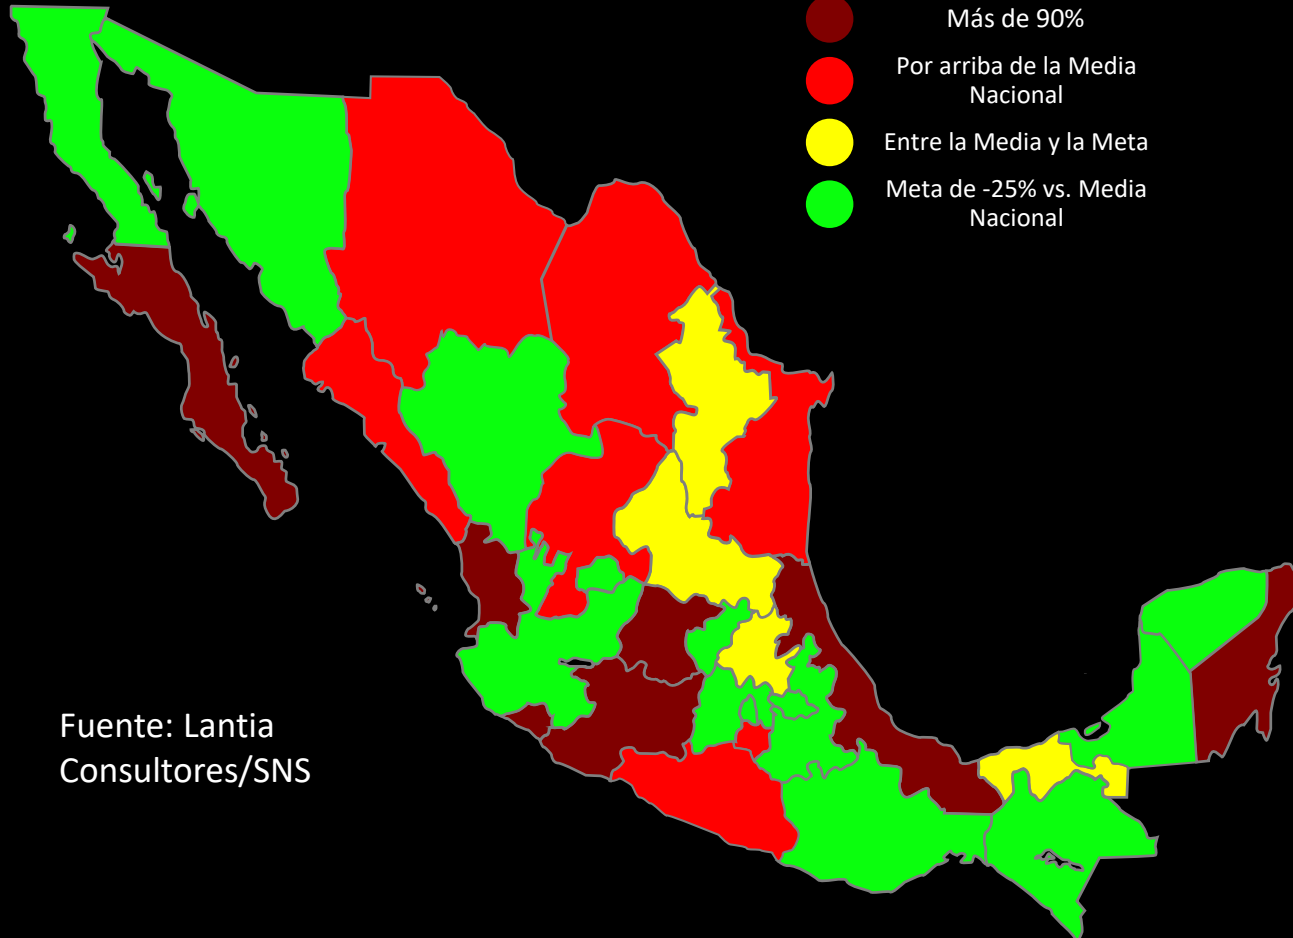 Más de 90%
Por arriba de la Media
Nacional
Entre la Media y la Meta
Meta de -25% vs. Media
Nacional
Fuente: Lantia
Consultores/SNS